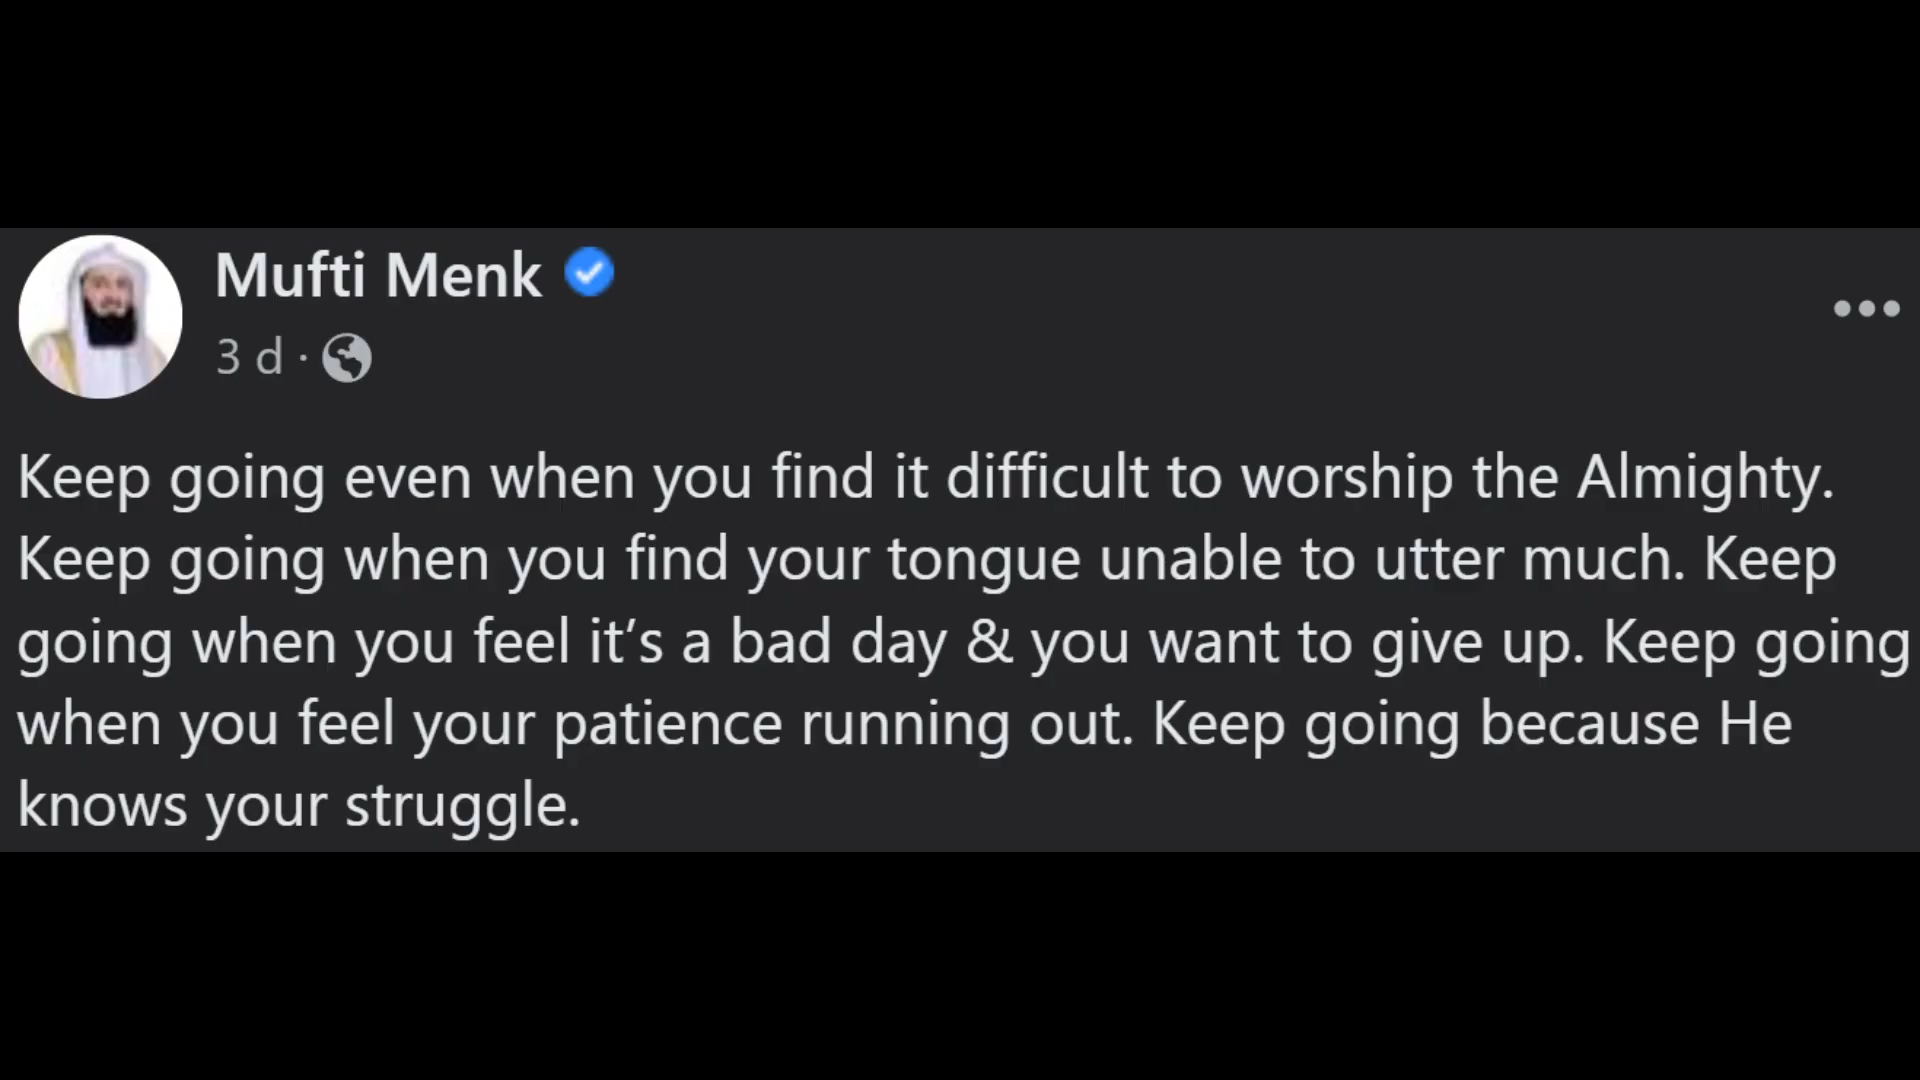 Mufti Menk
3 d ·
Keep going even when you find it difficult to worship the Almighty.
Keep going when you find your tongue unable to utter much. Keep
going when you feel it’s a bad day & you want to give up. Keep going
when you feel your patience running out. Keep going because He
knows your struggle.